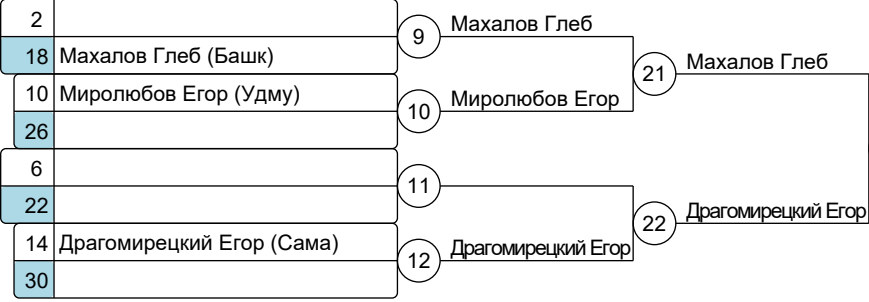 2
9 Махалов Глеб
18 Махалов Глеб (Башк)
21 Махалов Глеб
10 Миролюбов Егор (Удму)
10 Миролюбов Егор
26
6
11
22
22 Драгомирецкий Егор
14 Драгомирецкий Егор (Сама)
12 Драгомирецкий Егор
30